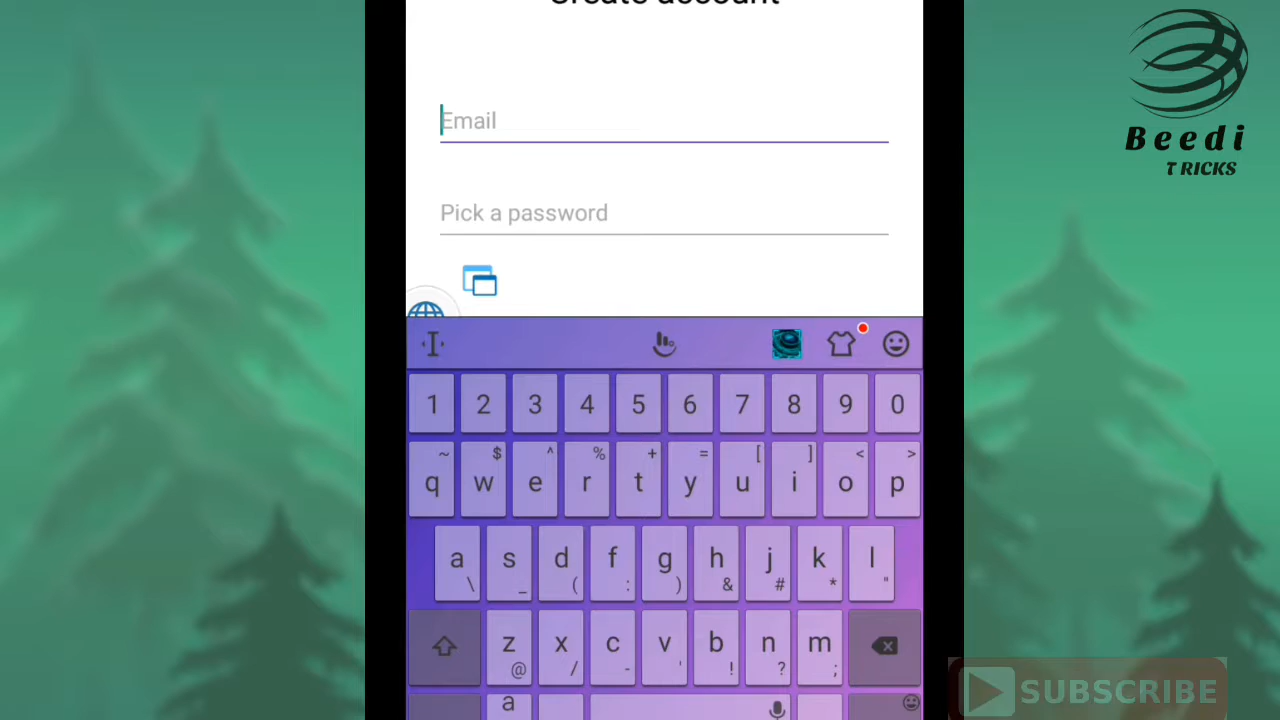 Create account
Email
Pick a password
Beedi
TRICKS
1 2 3 4 5 6 7 8 9 0
~ $ ^ % + = [ ] < >
q w e r t y u i o p
a s d f g h j k l
\ _ ( : ) & # * "
z x c v b n m
@ / - ' ! ? ;
a
SUBSCRIBE